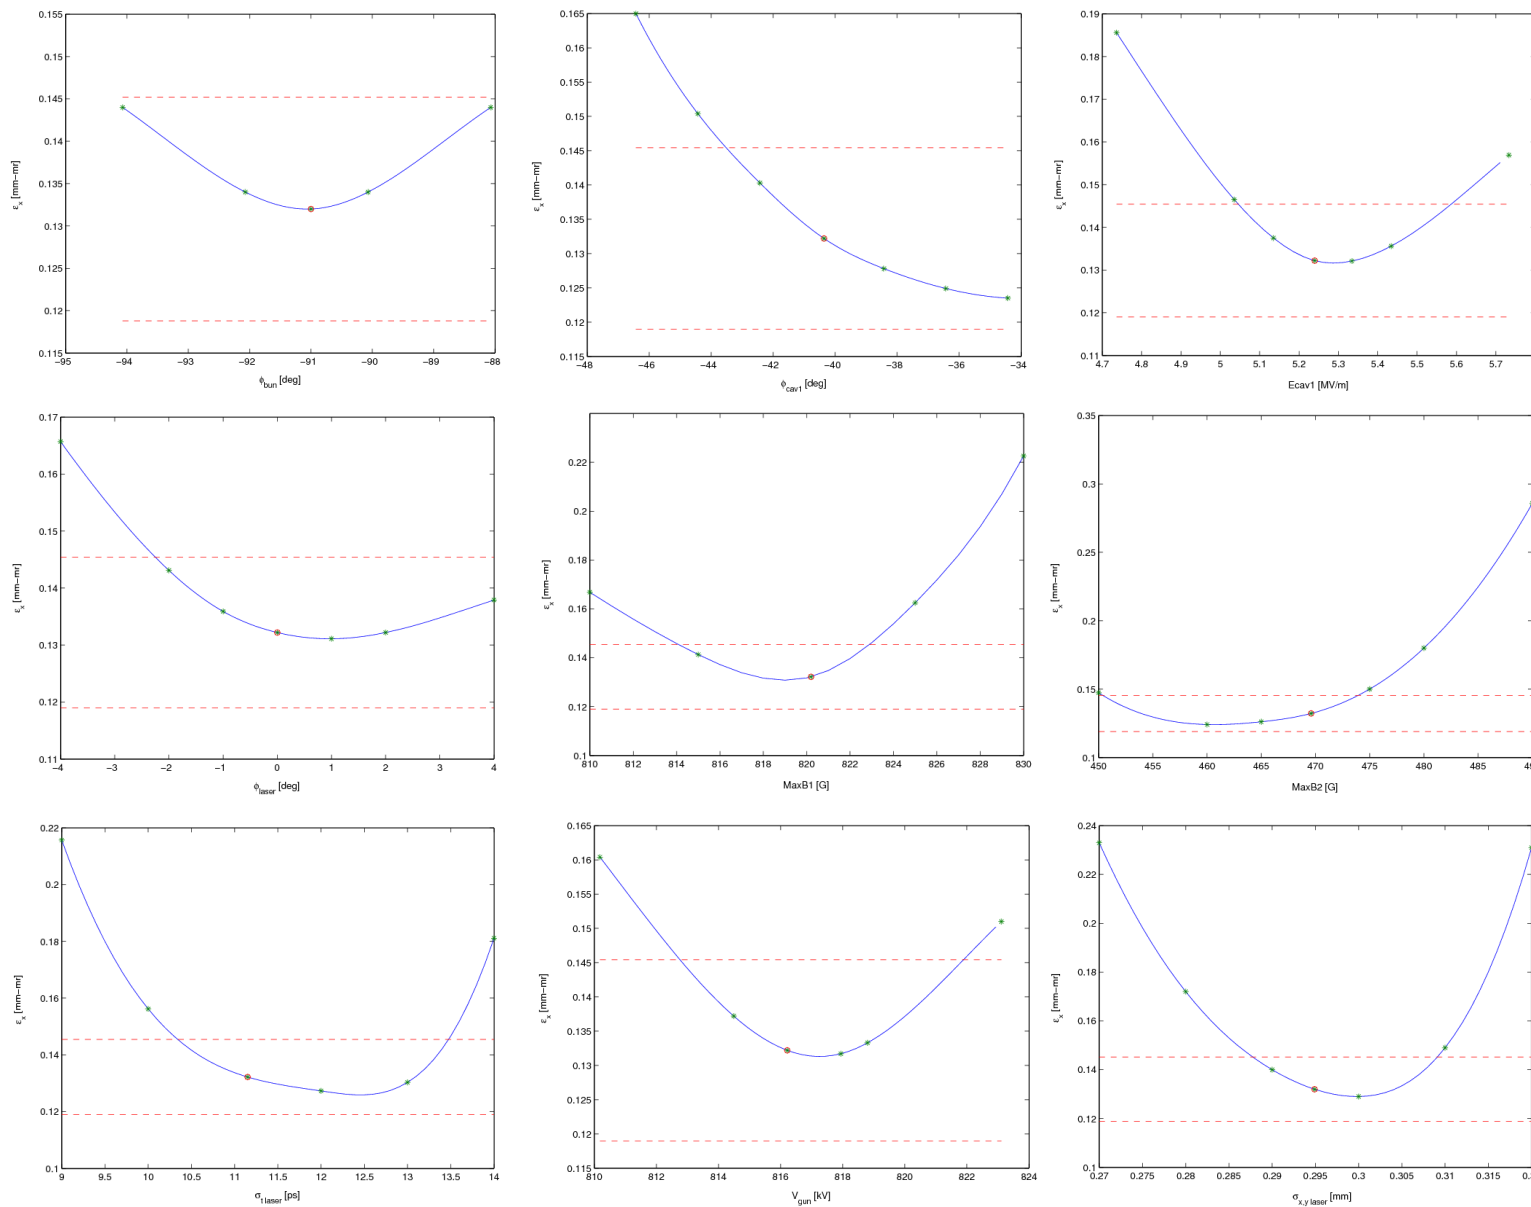 0.155
0.15
0.145
0.14
0.135
0.13
0.125
0.12
0.115
ε_x [mm−mr]
−95 −94 −93 −92 −91 −90 −89 −88
ϕ_bun [deg]
0.165
0.16
0.155
0.15
0.145
0.14
0.135
0.13
0.125
0.12
0.115
ε_x [mm−mr]
−48 −46 −44 −42 −40 −38 −36 −34
ϕ_cav1 [deg]
0.19
0.18
0.17
0.16
0.15
0.14
0.13
0.12
0.11
ε_x [mm−mr]
4.7 4.8 4.9 5 5.1 5.2 5.3 5.4 5.5 5.6 5.7
Ecav1 [MV/m]
0.17
0.16
0.15
0.14
0.13
0.12
0.11
ε_x [mm−mr]
−4 −3 −2 −1 0 1 2 3 4
ϕ_laser [deg]
0.22
0.2
0.18
0.16
0.14
0.12
0.1
ε_x [mm−mr]
810 812 814 816 818 820 822 824 826 828 830
MaxB1 [G]
0.35
0.3
0.25
0.2
0.15
0.1
ε_x [mm−mr]
450 455 460 465 470 475 480 485
MaxB2 [G]
0.22
0.2
0.18
0.16
0.14
0.12
0.1
ε_x [mm−mr]
9 9.5 10 10.5 11 11.5 12 12.5 13 13.5 14
σ_t laser [ps]
0.165
0.16
0.155
0.15
0.145
0.14
0.135
0.13
0.125
0.12
0.115
ε_x [mm−mr]
810 812 814 816 818 820 822 824
V_gun [kV]
0.24
0.22
0.2
0.18
0.16
0.14
0.12
0.1
ε_x [mm−mr]
0.27 0.275 0.28 0.285 0.29 0.295 0.3 0.305 0.31 0.315
σ_x,y laser [mm]